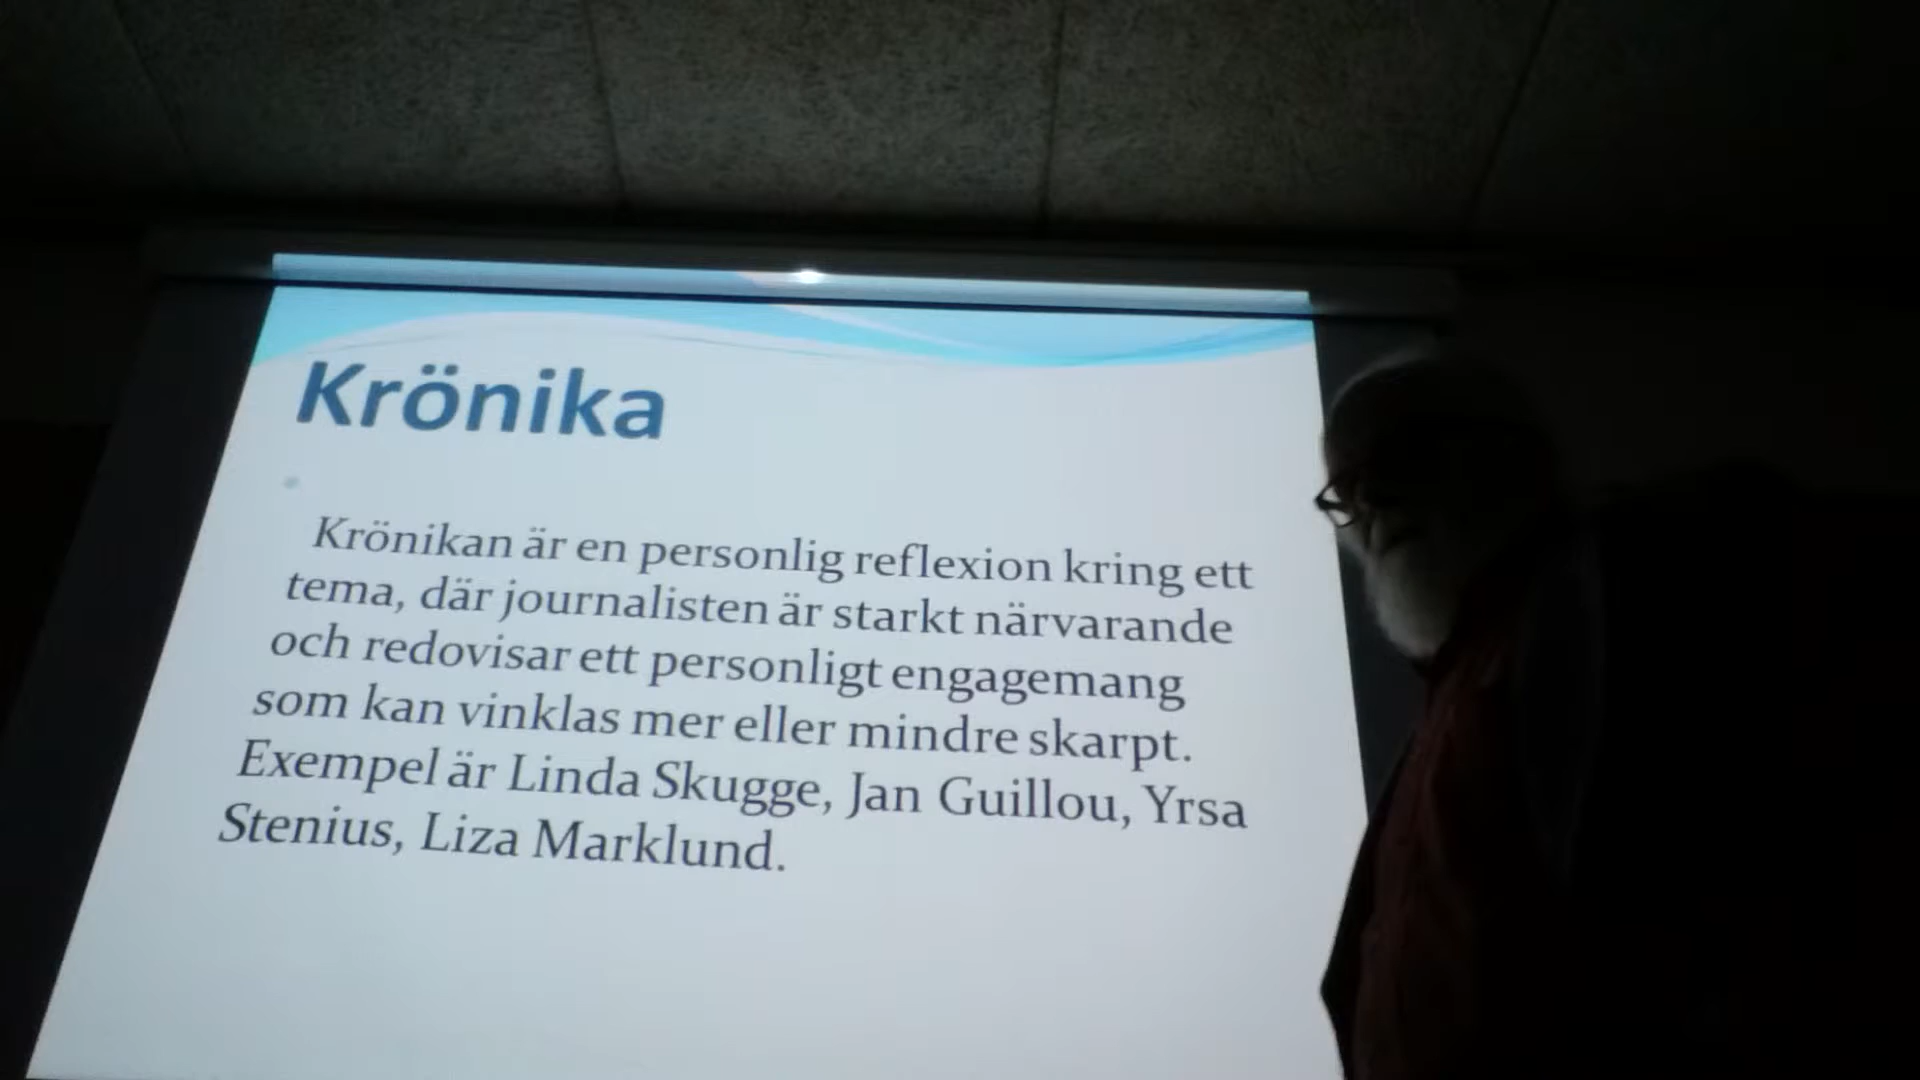 Krönika
Krönikan är en personlig reflexion kring ett
tema, där journalisten är starkt närvarande
och redovisar ett personligt engagemang
som kan vinklas mer eller mindre skarpt.
Exempel är Linda Skugge, Jan Guillou, Yrsa
Stenius, Liza Marklund.